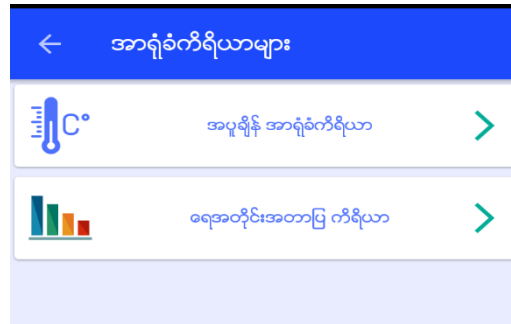 အာရုံခံကိရိယာများ
C°
အပူချိန် အာရုံခံကိရိယာ
ရေအတိုင်းအတာပြ ကိရိယာ